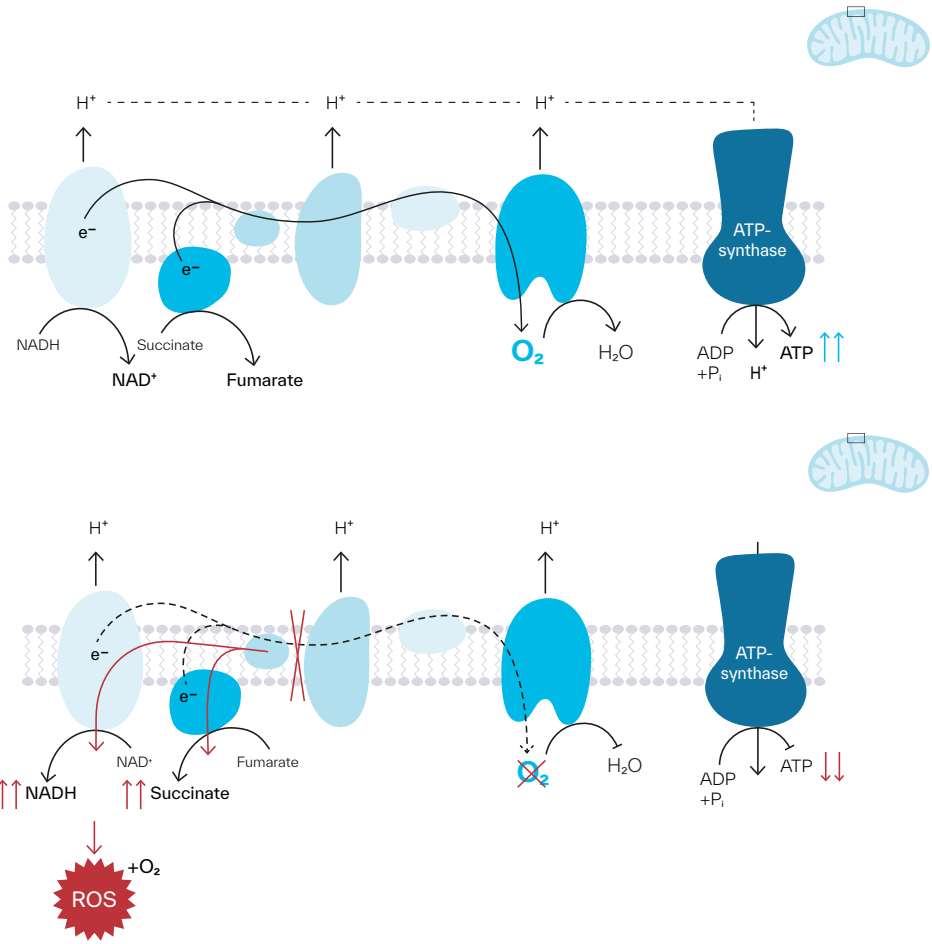 H⁺ H⁺ H⁺
e⁻
e⁻
ATP-
synthase
NADH
Succinate
O₂
H₂O
ADP
+Pᵢ
H⁺
ATP
NAD⁺
Fumarate
H⁺ H⁺ H⁺
e⁻
e⁻
ATP-
synthase
NAD⁺
Fumarate
O₂
H₂O
ADP
+Pᵢ
ATP
NADH
Succinate
+O₂
ROS